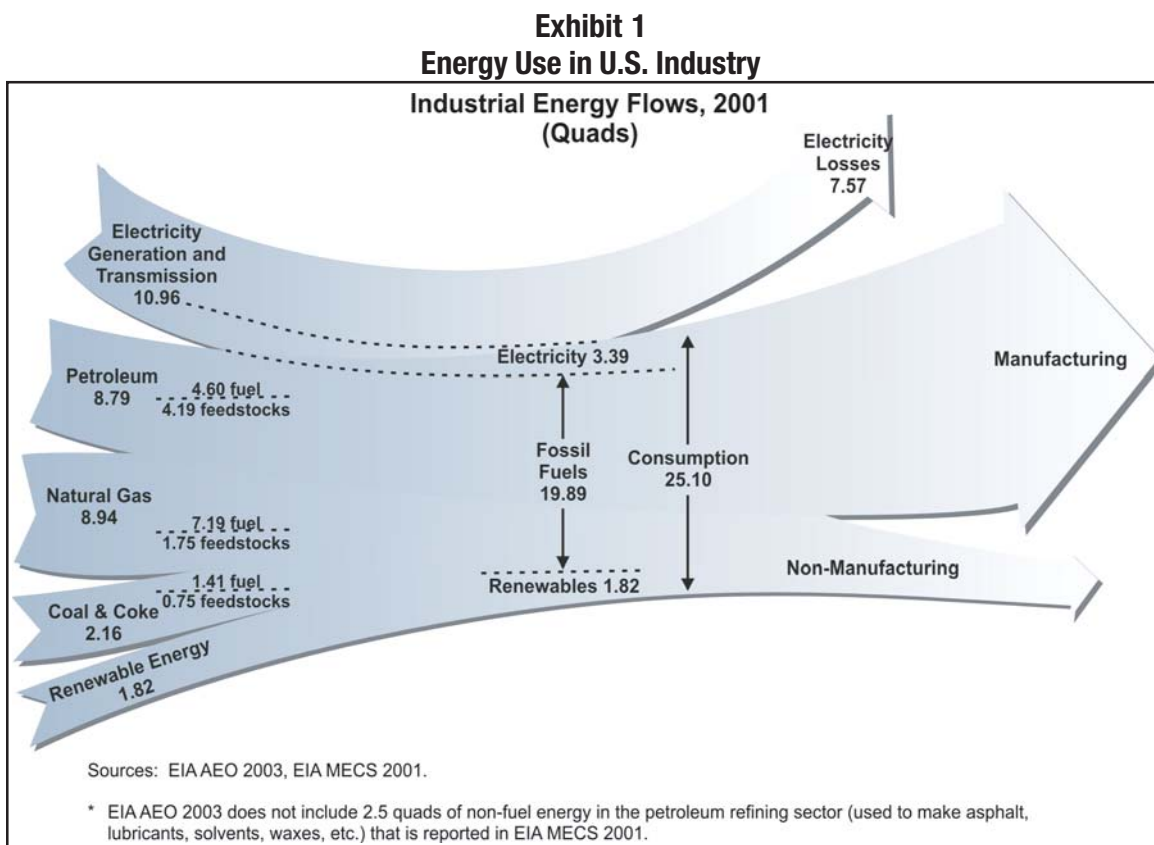 Exhibit 1
Energy Use in U.S. Industry
Industrial Energy Flows, 2001
(Quads)
Electricity
Losses
7.57
Electricity
Generation and
Transmission
10.96
Electricity 3.39
Manufacturing
Petroleum
8.79
4.60 fuel
4.19 feedstocks
Fossil
Fuels
19.89
Consumption
25.10
Natural Gas
8.94
7.19 fuel
1.75 feedstocks
Non-Manufacturing
Renewables 1.82
1.41 fuel
0.75 feedstocks
Coal & Coke
2.16
Renewable Energy
1.82
Sources: EIA AEO 2003, EIA MECS 2001.
* EIA AEO 2003 does not include 2.5 quads of non-fuel energy in the petroleum refining sector (used to make asphalt,
lubricants, solvents, waxes, etc.) that is reported in EIA MECS 2001.